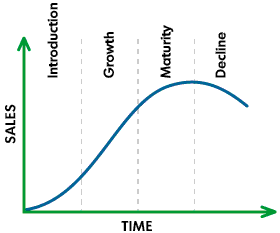 Introduction
Growth
Maturity
Decline
SALES
TIME